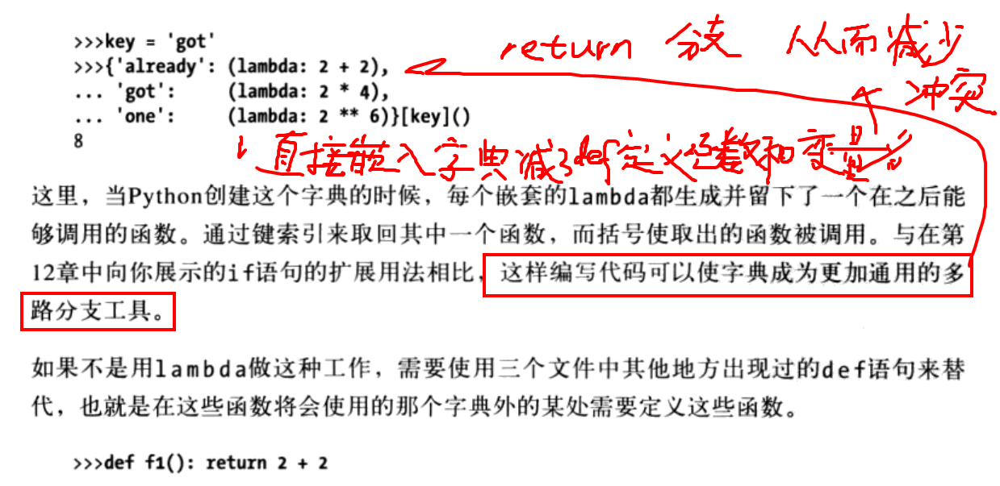 >>>key = 'got'
return 分支 从而减少
>>>{'already': (lambda: 2 + 2),
... 'got': (lambda: 2 * 4),
冲突
... 'one': (lambda: 2 ** 6)}[key]()
8
直接嵌入字典减了def定义函数和变量名
这里，当Python创建这个字典的时候，每个嵌套的lambda都生成并留下了一个在之后能
够调用的函数。通过键索引来取回其中一个函数，而括号使取出的函数被调用。与在第
12章中向你展示的if语句的扩展用法相比，这样编写代码可以使字典成为更加通用的多
路分支工具。
如果不是用lambda做这种工作，需要使用三个文件中其他地方出现过的def语句来替
代，也就是在这些函数将会使用的那个字典外的某处需要定义这些函数。
>>>def f1(): return 2 + 2